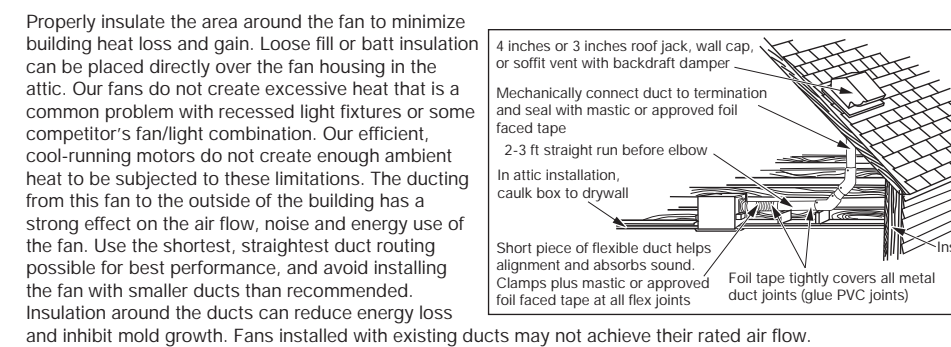 Properly insulate the area around the fan to minimize
building heat loss and gain. Loose fill or batt insulation
can be placed directly over the fan housing in the
attic. Our fans do not create excessive heat that is a
common problem with recessed light fixtures or some
competitor's fan/light combination. Our efficient,
cool-running motors do not create enough ambient
heat to be subjected to these limitations. The ducting
from this fan to the outside of the building has a
strong effect on the air flow, noise and energy use of
the fan. Use the shortest, straightest duct routing
possible for best performance, and avoid installing
the fan with smaller ducts than recommended.
Insulation around the ducts can reduce energy loss
and inhibit mold growth. Fans installed with existing ducts may not achieve their rated air flow.
4 inches or 3 inches roof jack, wall cap,
or soffit vent with backdraft damper
Mechanically connect duct to termination
and seal with mastic or approved foil
faced tape
2-3 ft straight run before elbow
In attic installation,
caulk box to drywall
Short piece of flexible duct helps
alignment and absorbs sound.
Clamps plus mastic or approved
foil faced tape at all flex joints
Foil tape tightly covers all metal
duct joints (glue PVC joints)